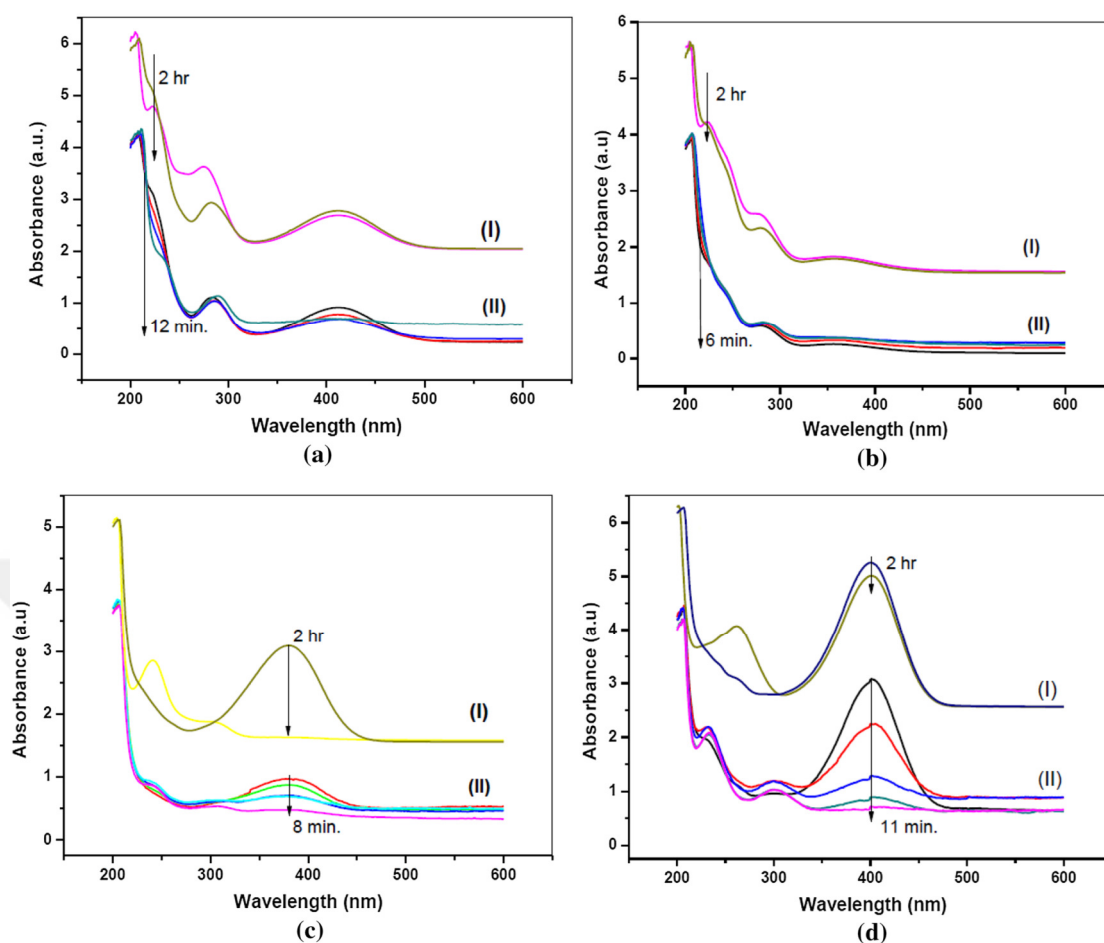 6
5
4
3
2
1
0
Absorbance (a.u.)
2 hr
12 min.
(I)
(II)
200 300 400 500 600
Wavelength (nm)
(a)
6
5
4
3
2
1
0
Absorbance (a.u.)
2 hr
6 min.
(I)
(II)
200 300 400 500 600
Wavelength (nm)
(b)
5
4
3
2
1
0
Absorbance (a.u)
2 hr
(I)
(II)
8 min.
200 300 400 500 600
Wavelength (nm)
(c)
6
5
4
3
2
1
0
Absorbance (a.u)
2 hr
(I)
(II)
11 min.
200 300 400 500 600
Wavelength (nm)
(d)